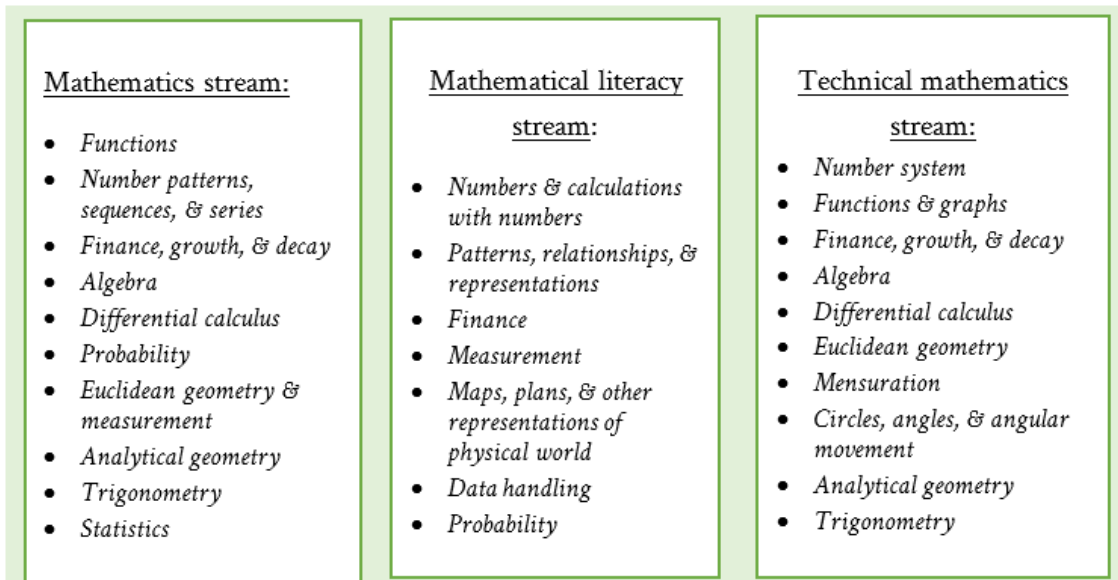 Mathematics stream:
• Functions
• Number patterns,
sequences, & series
• Finance, growth, & decay
• Algebra
• Differential calculus
• Probability
• Euclidean geometry &
measurement
• Analytical geometry
• Trigonometry
• Statistics
Mathematical literacy
stream:
• Numbers & calculations
with numbers
• Patterns, relationships, &
representations
• Finance
• Measurement
• Maps, plans, & other
representations of
physical world
• Data handling
• Probability
Technical mathematics
stream:
• Number system
• Functions & graphs
• Finance, growth, & decay
• Algebra
• Differential calculus
• Euclidean geometry
• Mensuration
• Circles, angles, & angular
movement
• Analytical geometry
• Trigonometry